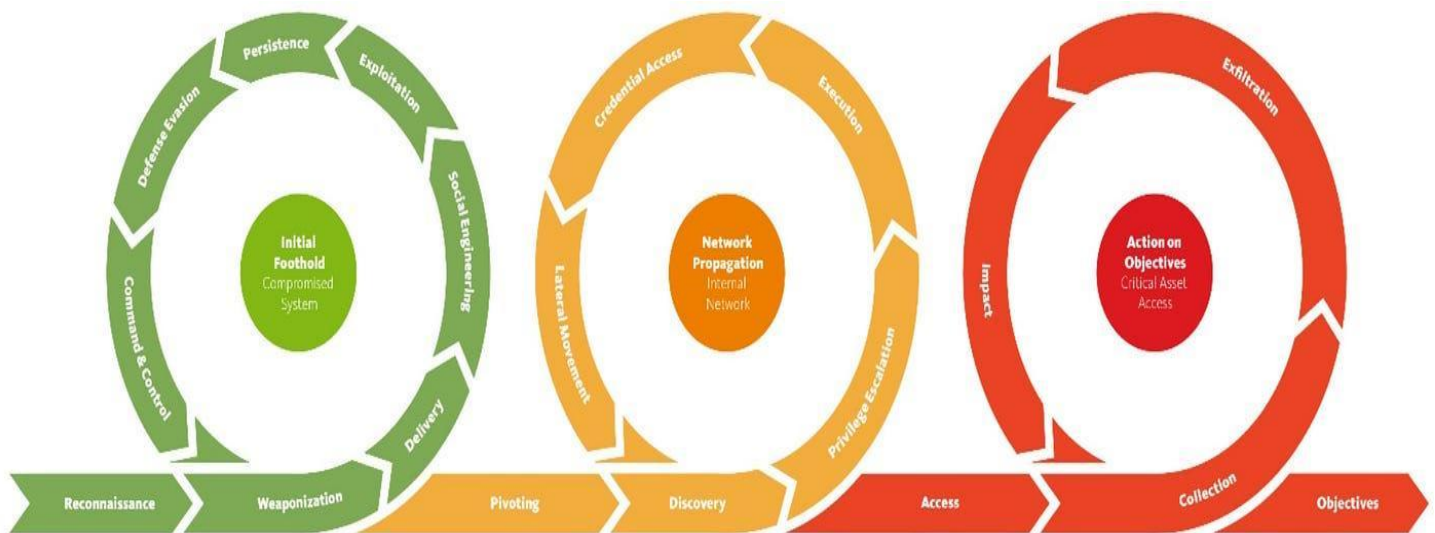 Reconnaissance
Weaponization
Delivery
Social Engineering
Exploitation
Persistence
Defense Evasion
Command & Control
Initial
Foothold
Compromised
System
Pivoting
Discovery
Privilege Escalation
Execution
Credential Access
Lateral Movement
Network
Propagation
Internal
Network
Access
Collection
Exfiltration
Impact
Action on
Objectives
Critical Asset
Access
Objectives